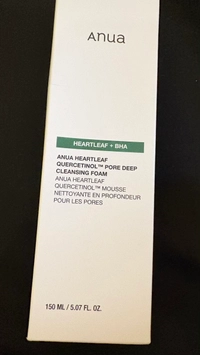 Anua
HEARTLEAF + BHA
ANUA HEARTLEAF
QUERCETINOL™ PORE DEEP
CLEANSING FOAM
ANUA HEARTLEAF
QUERCETINOL™ MOUSSE
NETTOYANTE EN PROFONDEUR
POUR LES PORES
150 ML / 5.07 FL. OZ.